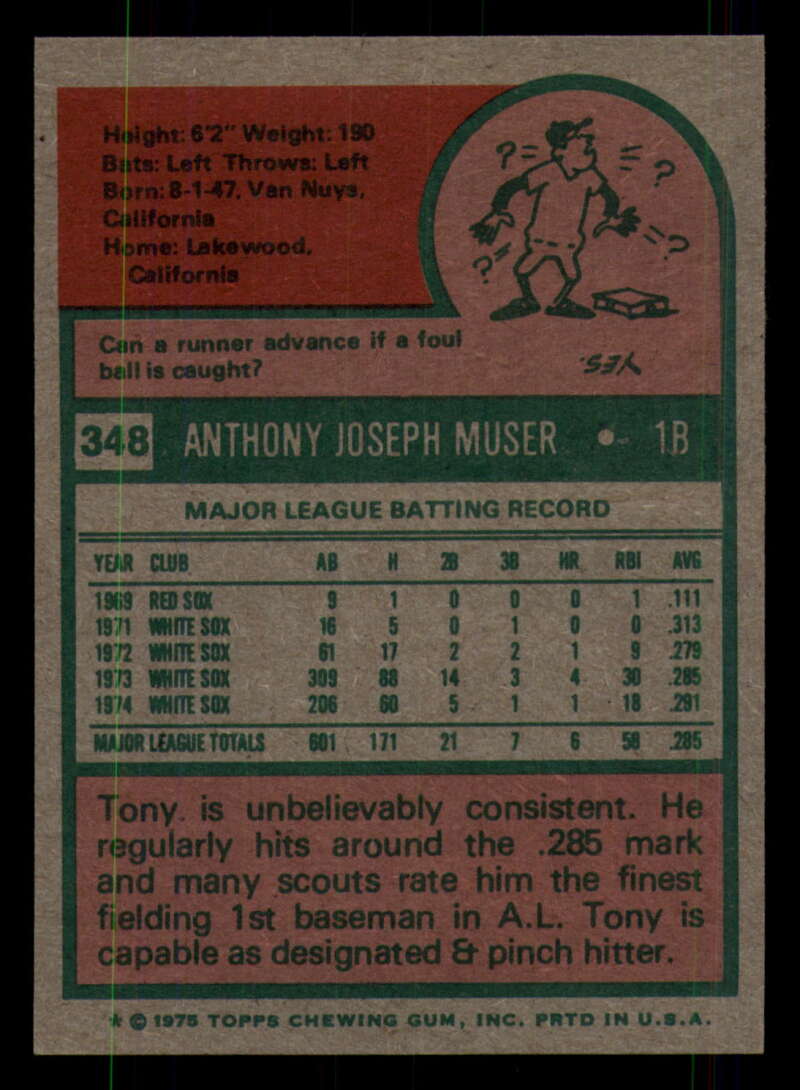 Height: 6'2" Weight: 190
Bats: Left Throws: Left
Born: 8-1-47, Van Nuys,
California
Home: Lakewood,
California
?= =?
?= =?
Can a runner advance if a foul
ball is caught?
YES.
348 ANTHONY JOSEPH MUSER • 1B
MAJOR LEAGUE BATTING RECORD
YEAR CLUB AB H 2B 3B HR RBI AVG
1969 RED SOX 9 1 0 0 0 1 .111
1971 WHITE SOX 16 5 0 1 0 0 .313
1972 WHITE SOX 61 17 2 2 1 9 .279
1973 WHITE SOX 309 88 14 3 4 30 .285
1974 WHITE SOX 206 60 5 1 1 18 .291
MAJOR LEAGUE TOTALS 601 171 21 7 6 58 .285
Tony is unbelievably consistent. He
regularly hits around the .285 mark
and many scouts rate him the finest
fielding 1st baseman in A.L. Tony is
capable as designated & pinch hitter.
★ © 1975 TOPPS CHEWING GUM, INC. PRTD IN U.S.A.